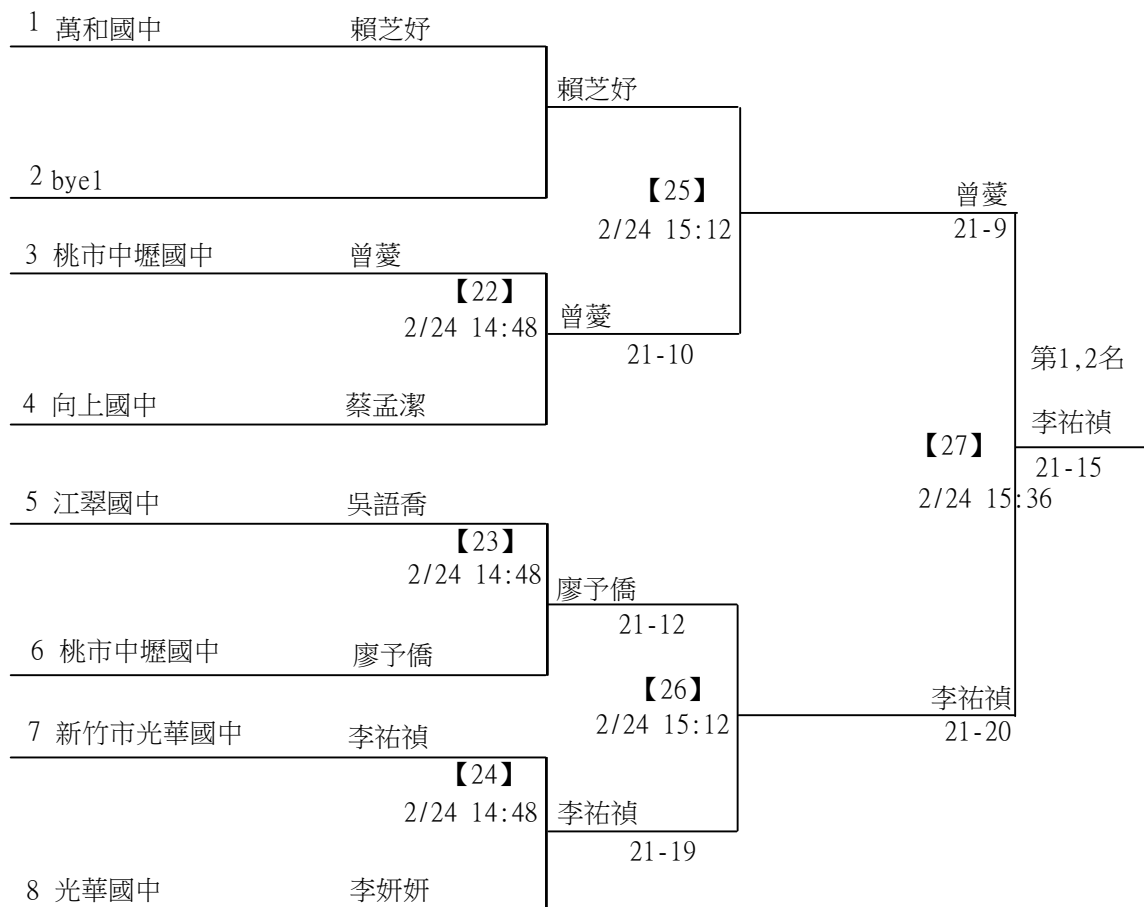 1 萬和國中 賴芝妤
賴芝妤
2 bye1
【25】
曾薆
2/24 15:12
21-9
3 桃市中壢國中 曾薆
【22】
2/24 14:48
曾薆
21-10
第1,2名
4 向上國中 蔡孟潔
李祐禎
【27】
21-15
2/24 15:36
5 江翠國中 吳語喬
【23】
2/24 14:48
廖予僑
21-12
6 桃市中壢國中 廖予僑
【26】
李祐禎
2/24 15:12
21-20
7 新竹市光華國中 李祐禎
【24】
2/24 14:48
李祐禎
21-19
8 光華國中 李妍妍